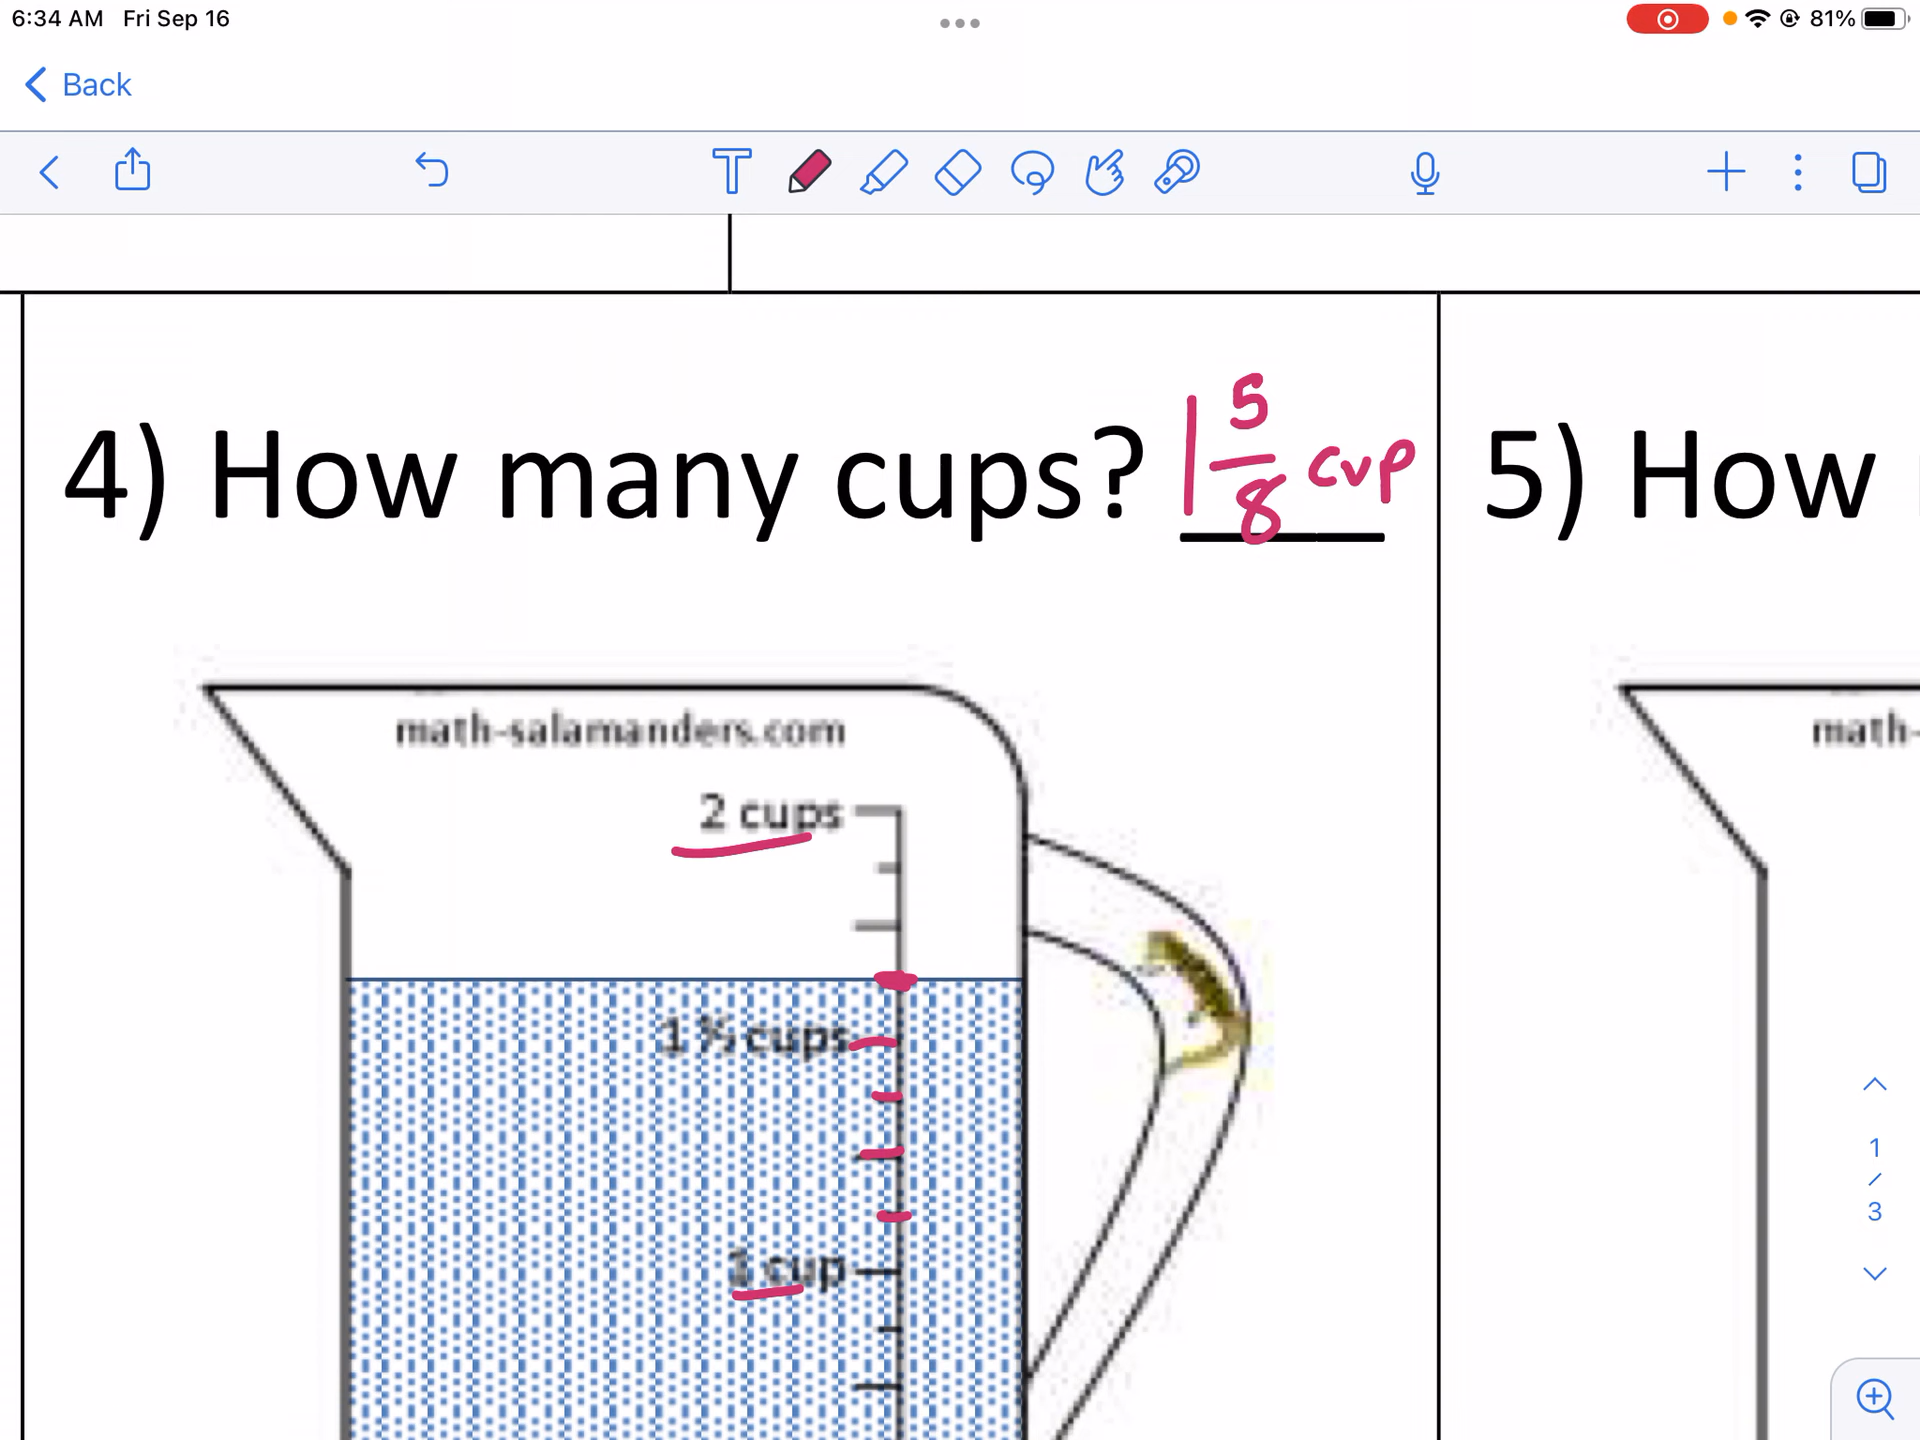 6:34 AM Fri Sep 16
81%
Back
4) How many cups? 1 5/8 cup
5) How
math-salamanders.com
math-
2 cups
1 ½ cups
1 cup
1
/
3